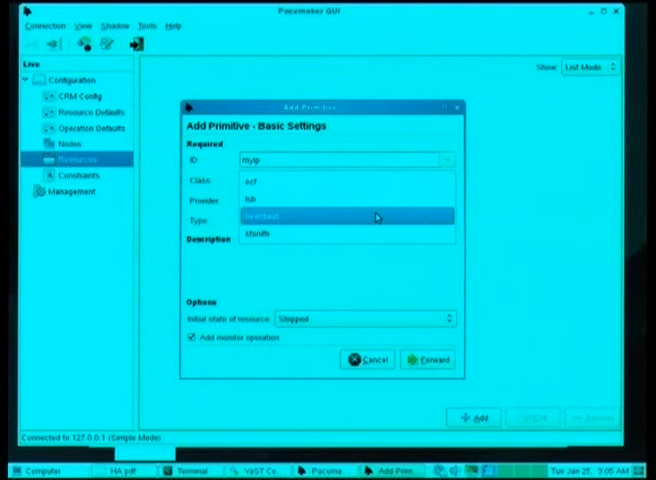 Pacemaker GUI
Connection View Shadow Tools Help
Live
Show: List Mode
Configuration
CRM Config
Resource Defaults
Operation Defaults
Nodes
Resources
Constraints
Management
Add Primitive
Add Primitive - Basic Settings
Required
ID: myip
Class: ocf
Provider: lsb
heartbeat
Type: stonith
Description
Options
Initial state of resource: Stopped
Add monitor operation
Cancel Forward
Add
Connected to 127.0.0.1 (Simple Mode)
Computer HA.pdf Terminal YaST Co Pacema Add Prim Tue Jan 25, 3:05 AM